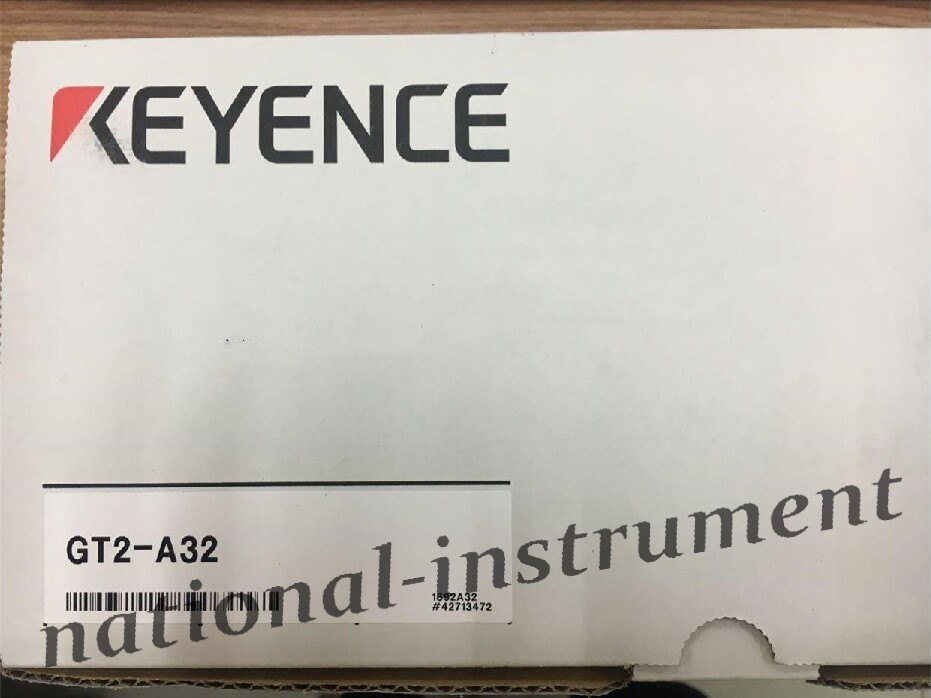 KEYENCE
GT2-A32
1892A32
#42713472
national-instrument